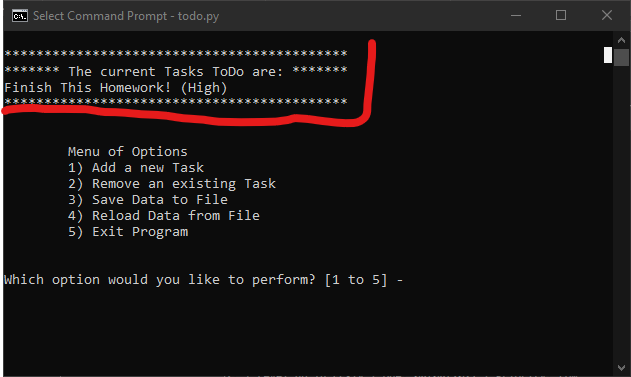 Select Command Prompt - todo.py
*******************************************
******* The current Tasks ToDo are: *******
Finish This Homework! (High)
*******************************************
Menu of Options
1) Add a new Task
2) Remove an existing Task
3) Save Data to File
4) Reload Data from File
5) Exit Program
Which option would you like to perform? [1 to 5] -